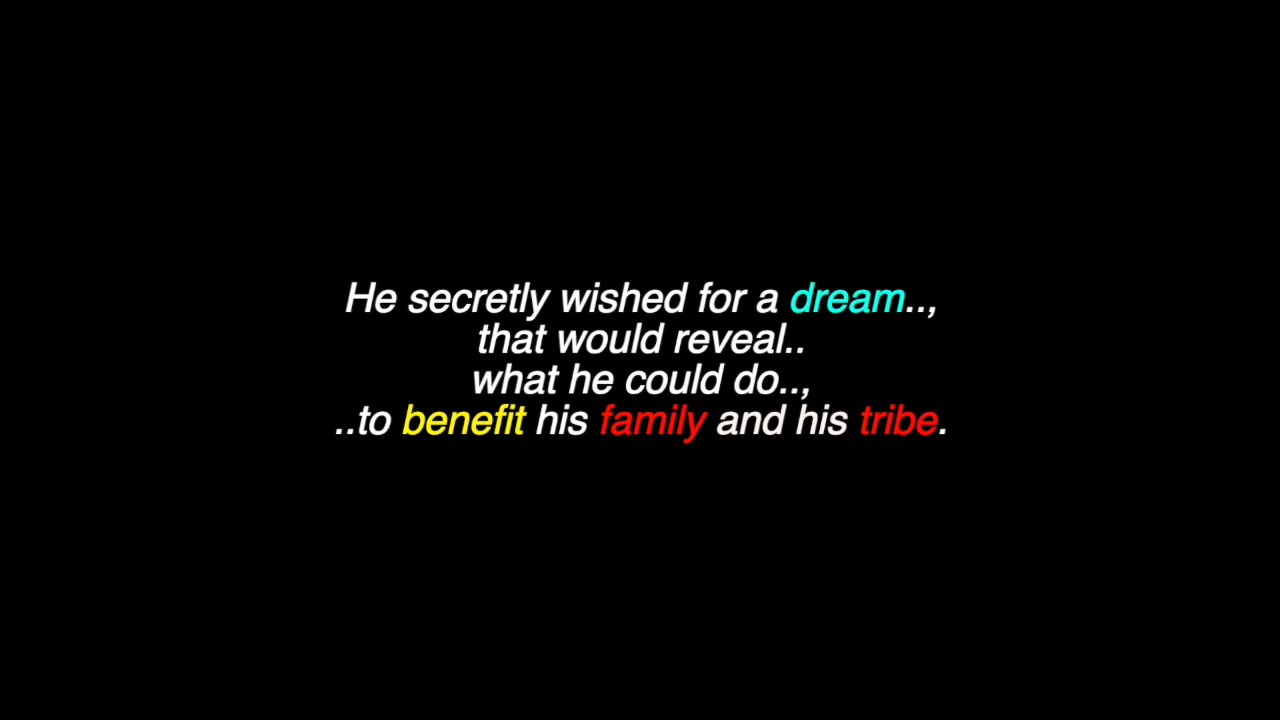 He secretly wished for a dream..,
that would reveal..
what he could do..,
..to benefit his family and his tribe.